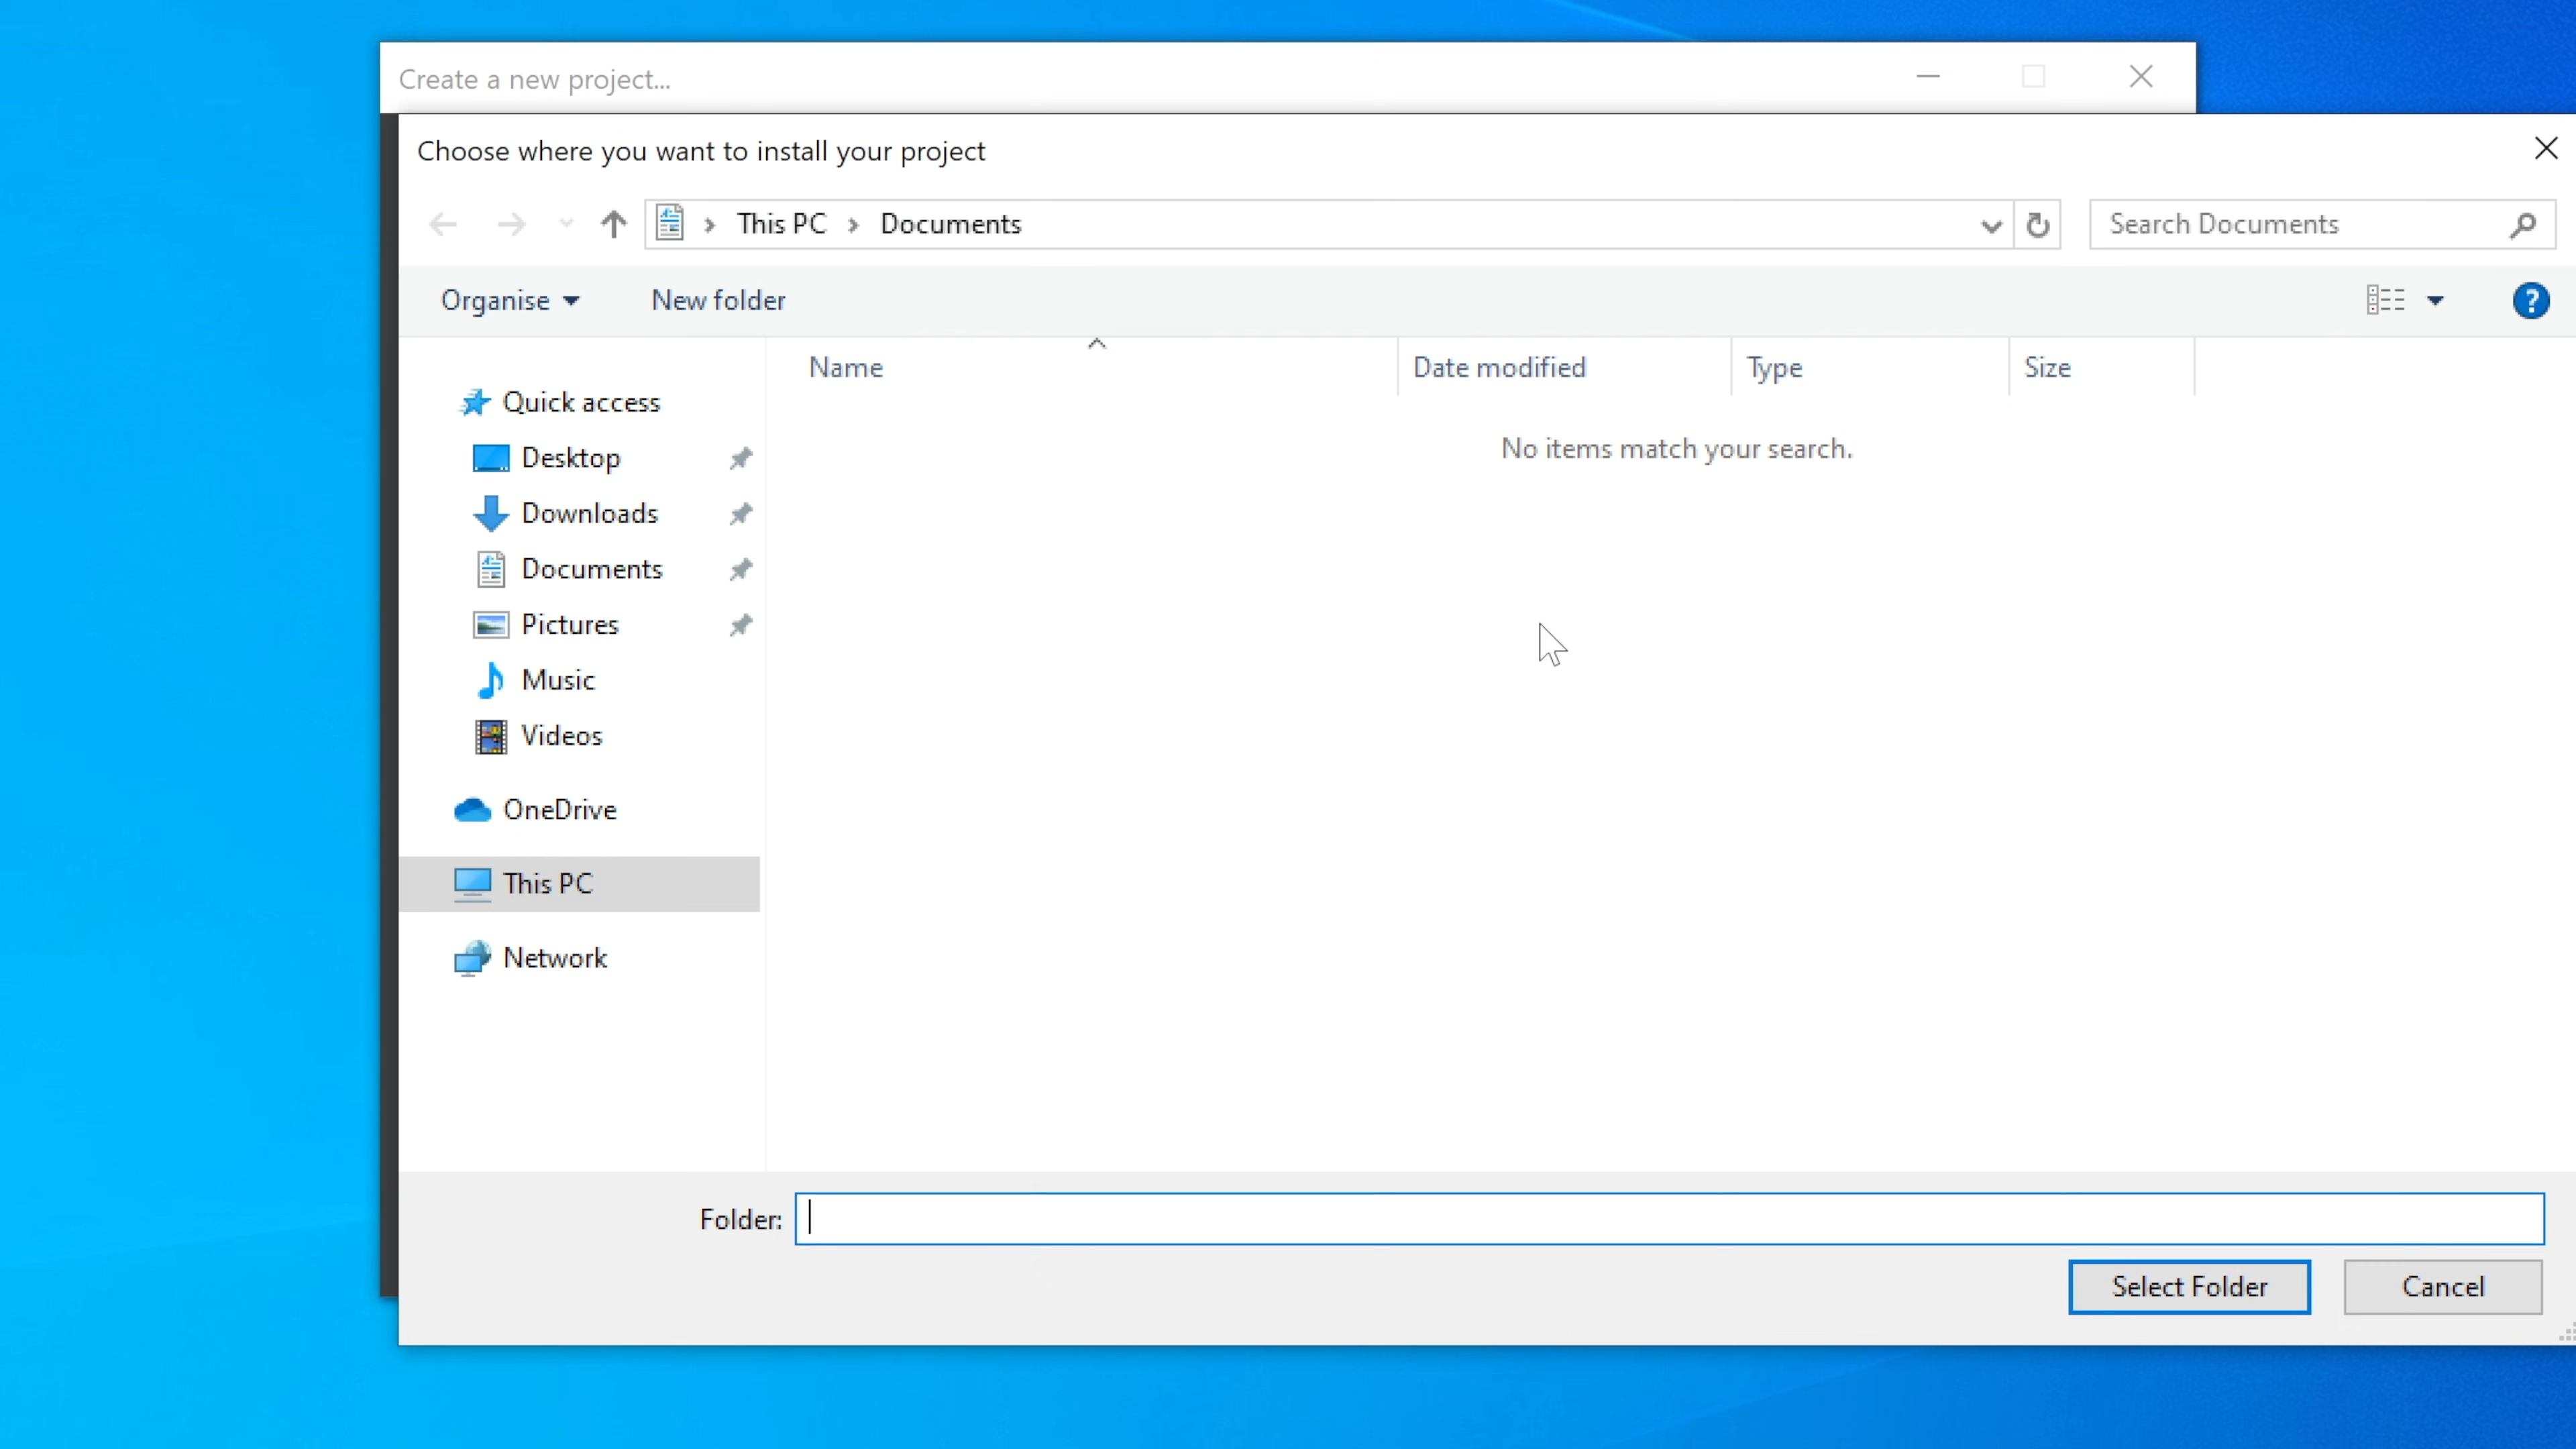 Create a new project...
Choose where you want to install your project
This PC
Documents
Search Documents
Organise
New folder
Name
Date modified
Type
Size
No items match your search.
Quick access
Desktop
Downloads
Documents
Pictures
Music
Videos
OneDrive
This PC
Network
Folder:
Select Folder
Cancel